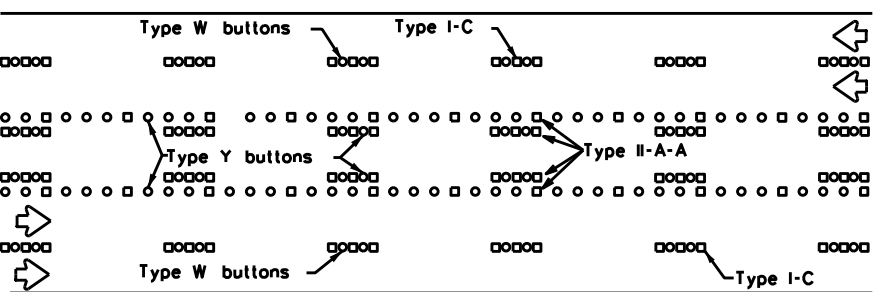 Type W buttons
Type I-C
Type Y buttons
Type II-A-A
Type W buttons
Type I-C